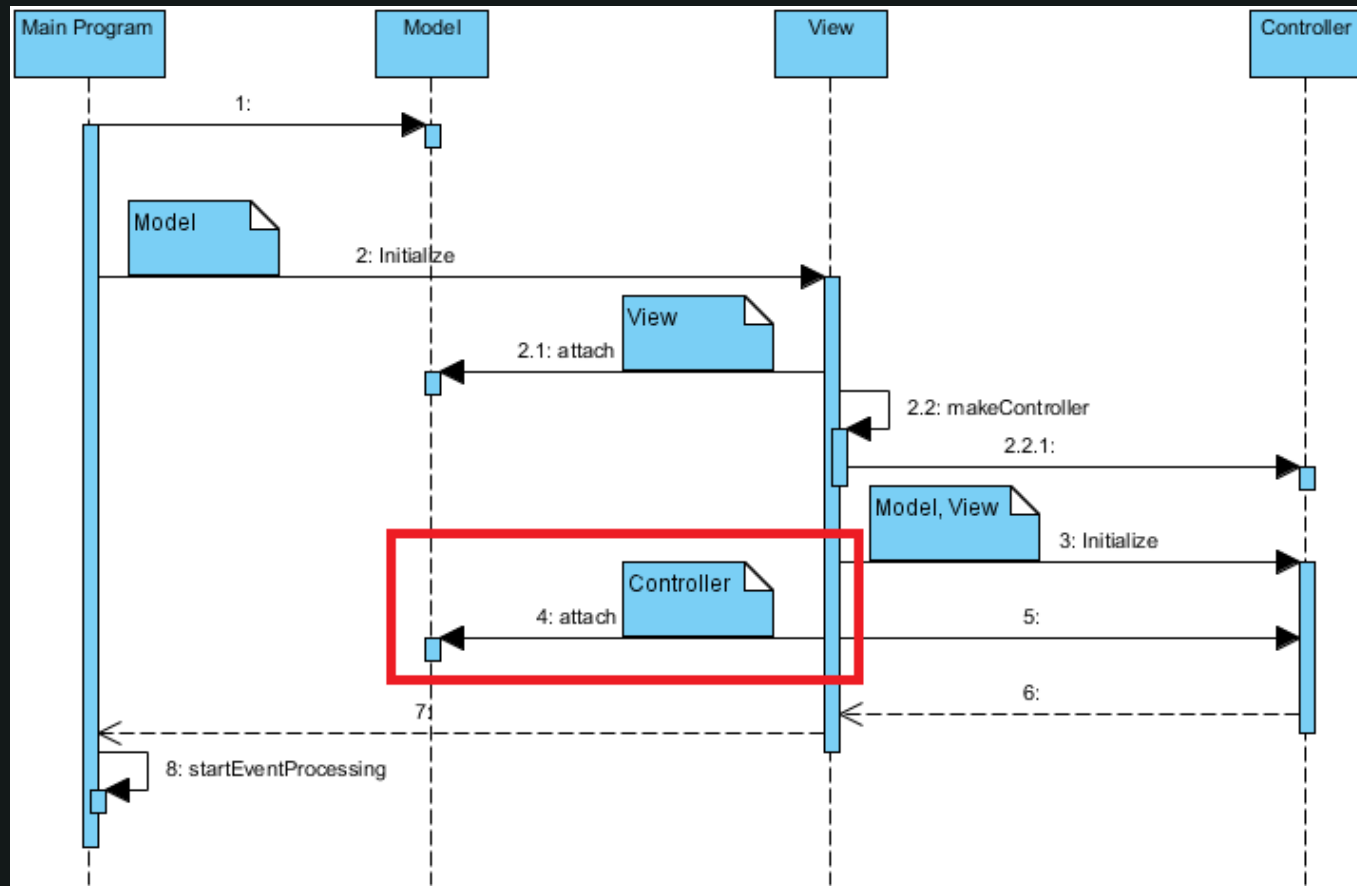 Main Program
Model
View
Controller
1:
Model
2: Initialize
View
2.1: attach
2.2: makeController
2.2.1:
Model, View
3: Initialize
Controller
4: attach
5:
6:
7:
8: startEventProcessing